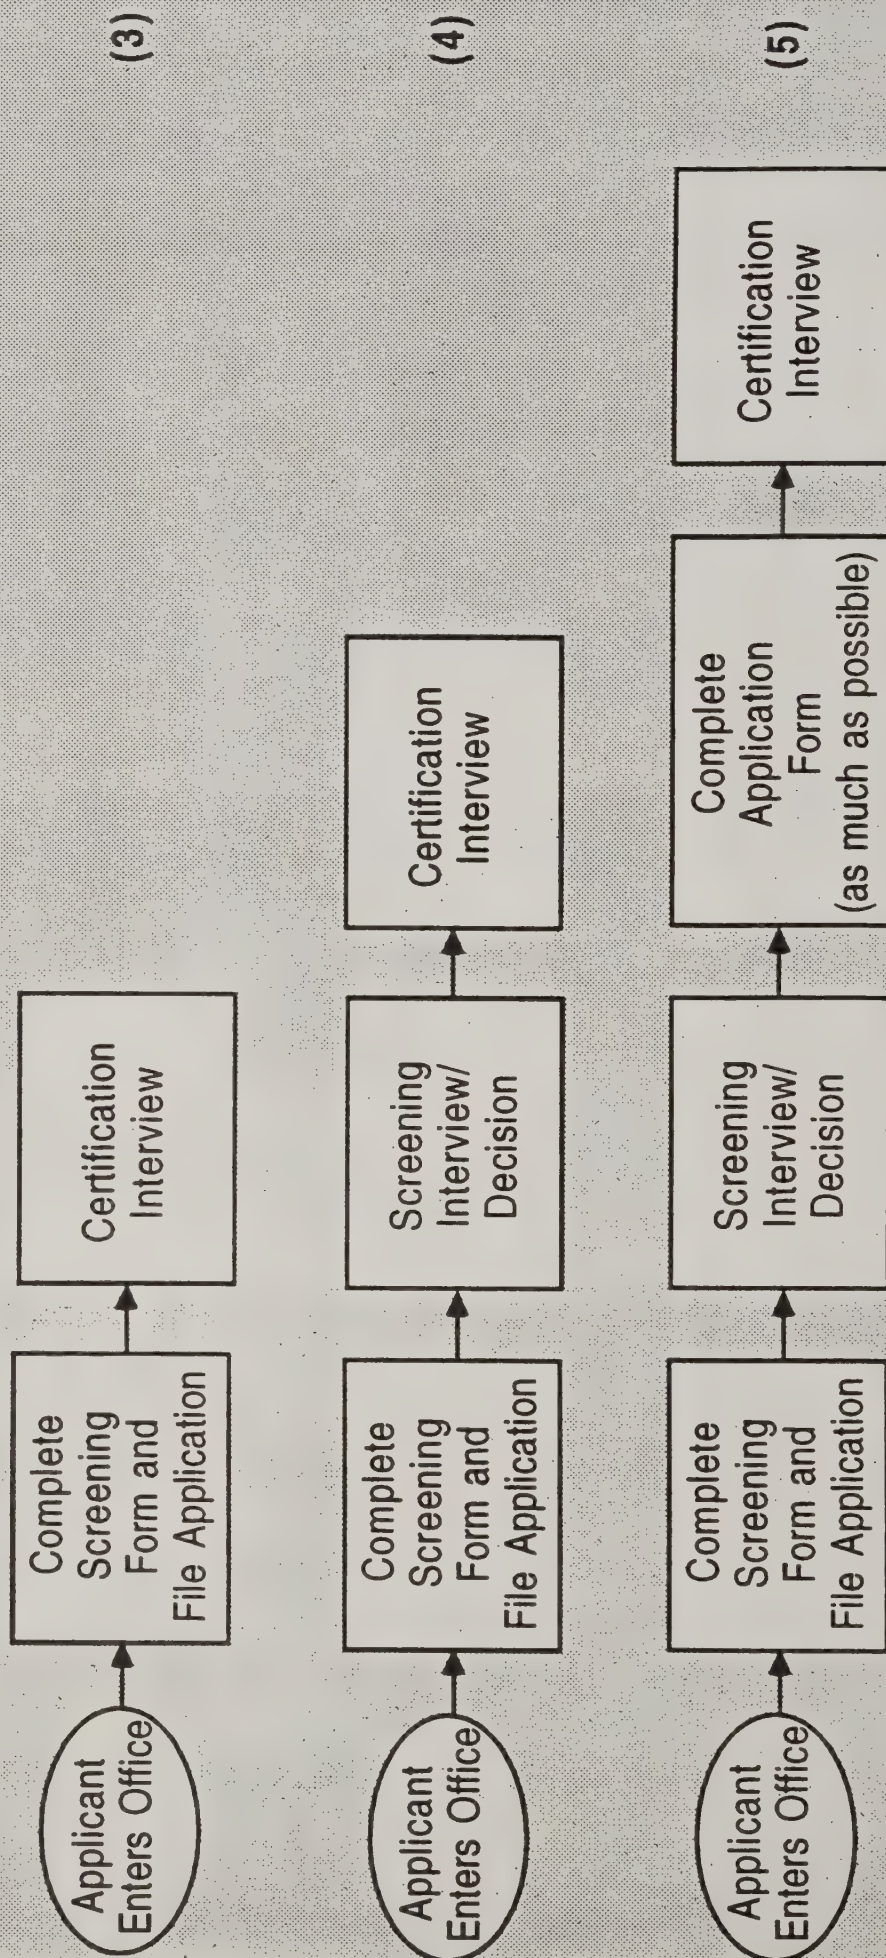 Applicant
Enters Office
Complete
Screening
Form and
File Application
Certification
Interview
(3)
Applicant
Enters Office
Complete
Screening
Form and
File Application
Screening
Interview/
Decision
Certification
Interview
(4)
Applicant
Enters Office
Complete
Screening
Form and
File Application
Screening
Interview/
Decision
Complete
Application
Form
(as much as possible)
Certification
Interview
(5)